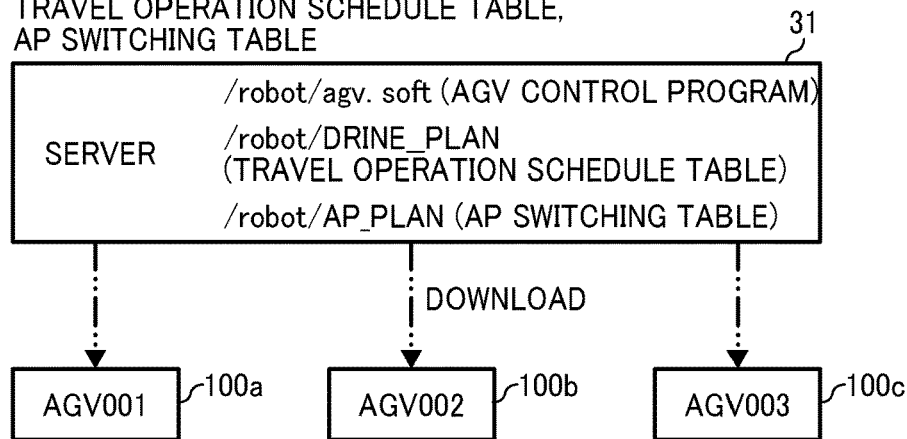 TRAVEL OPERATION SCHEDULE TABLE,
AP SWITCHING TABLE
31
SERVER
/robot/agv. soft (AGV CONTROL PROGRAM)
/robot/DRINE_PLAN
(TRAVEL OPERATION SCHEDULE TABLE)
/robot/AP_PLAN (AP SWITCHING TABLE)
DOWNLOAD
AGV001
100a
AGV002
100b
AGV003
100c